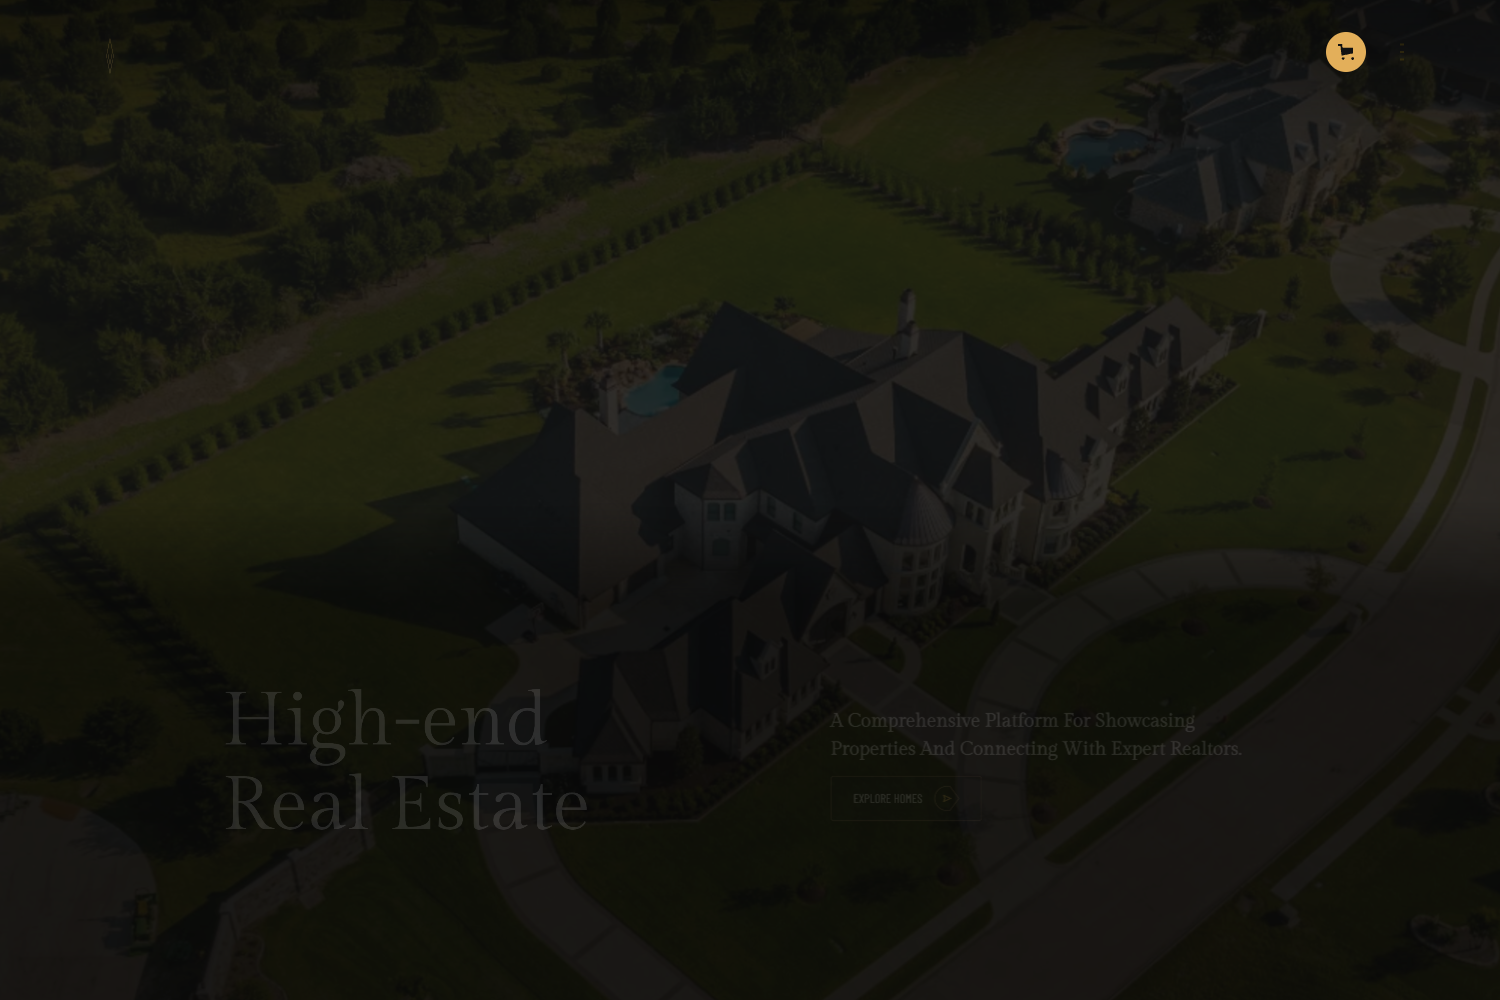 High-end
Real Estate
A Comprehensive Platform For Showcasing
Properties And Connecting With Expert Realtors.
EXPLORE HOMES